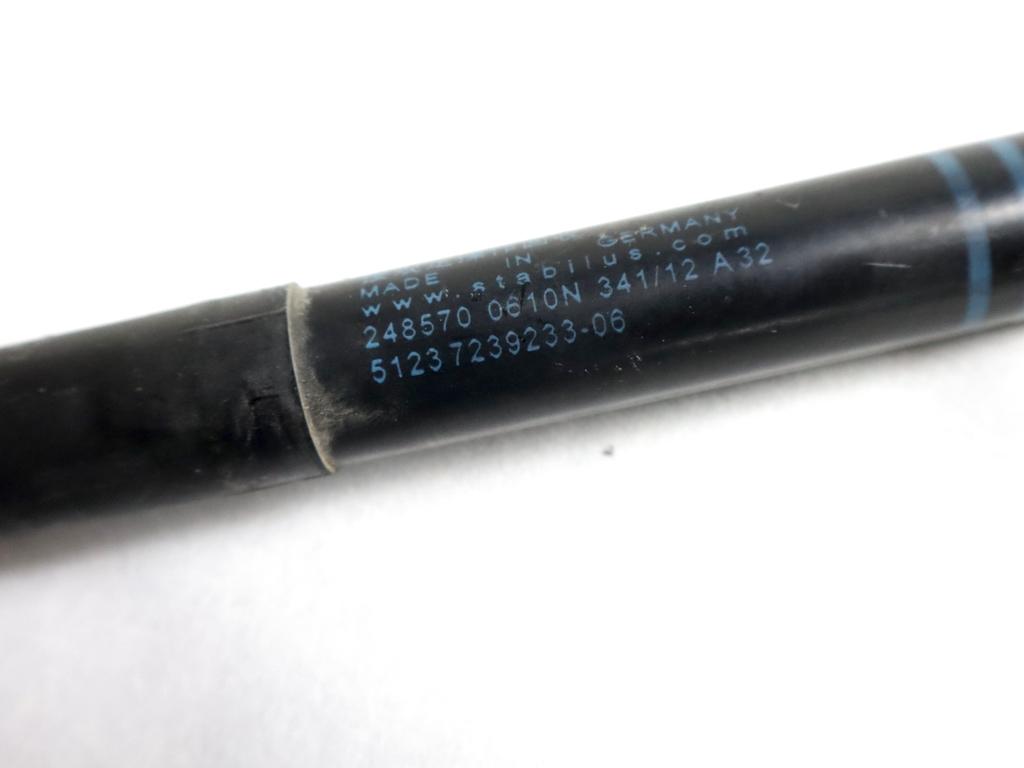 MADE IN GERMANY
www.stabilus.com
248570 0610N 341/12 A32
51237239233-06